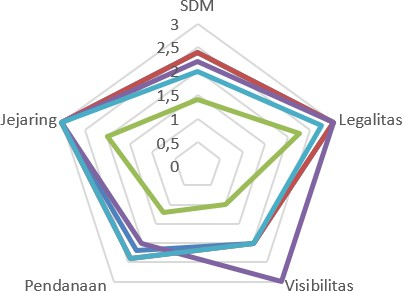 SDM
3
2,5
2
1,5
1
0,5
0
Jejaring
Legalitas
Pendanaan
Visibilitas